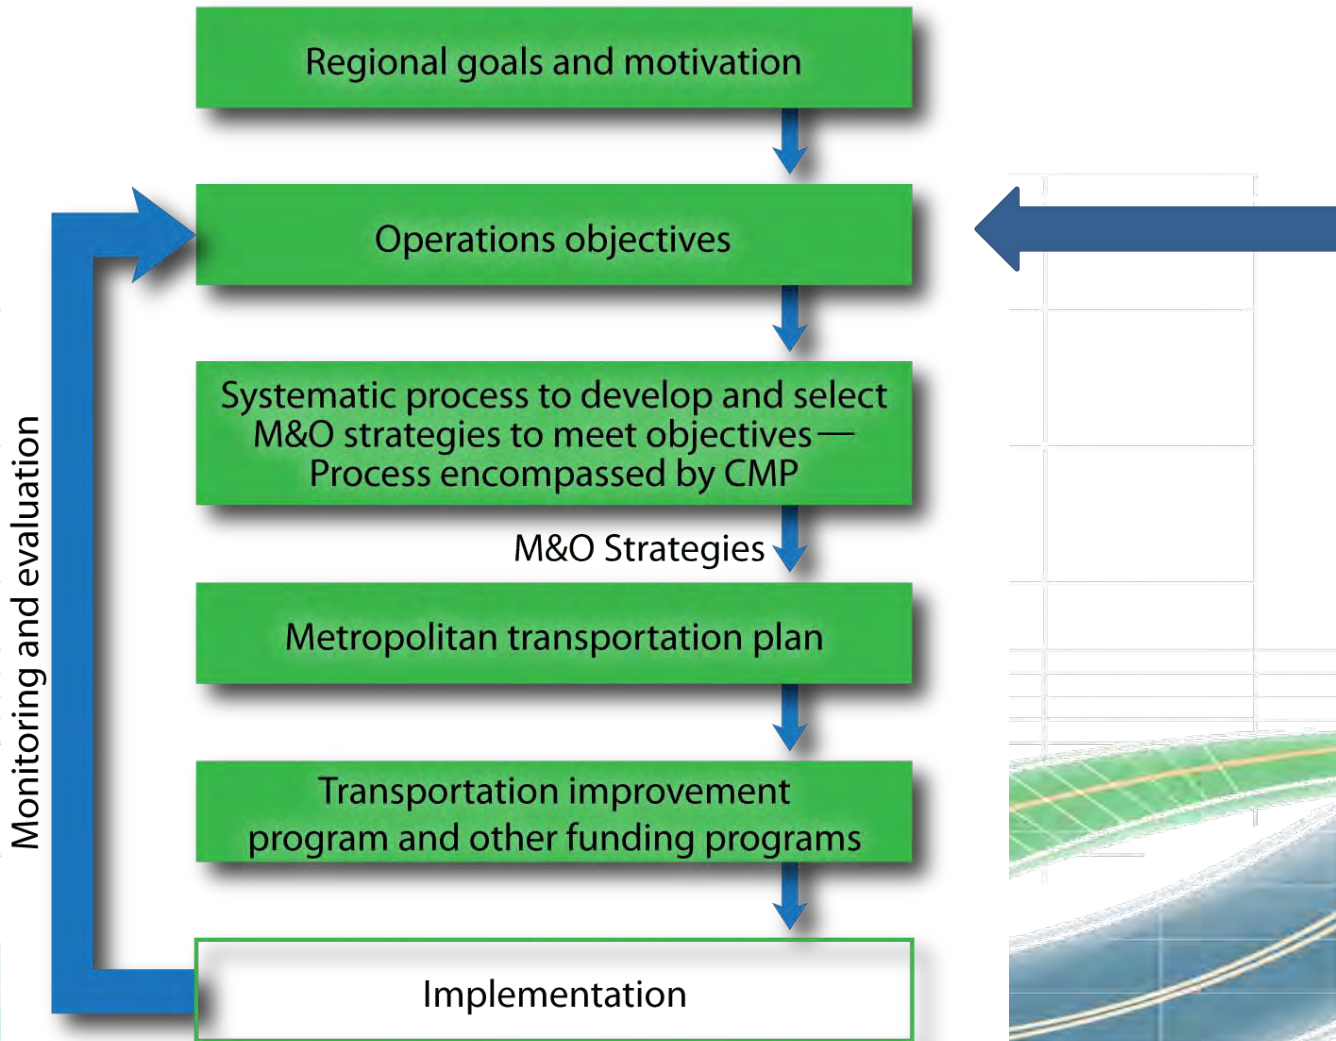 Regional goals and motivation
Operations objectives
Systematic process to develop and select
M&O strategies to meet objectives—
Process encompassed by CMP
M&O Strategies
Metropolitan transportation plan
Transportation improvement
program and other funding programs
Implementation
Monitoring and evaluation